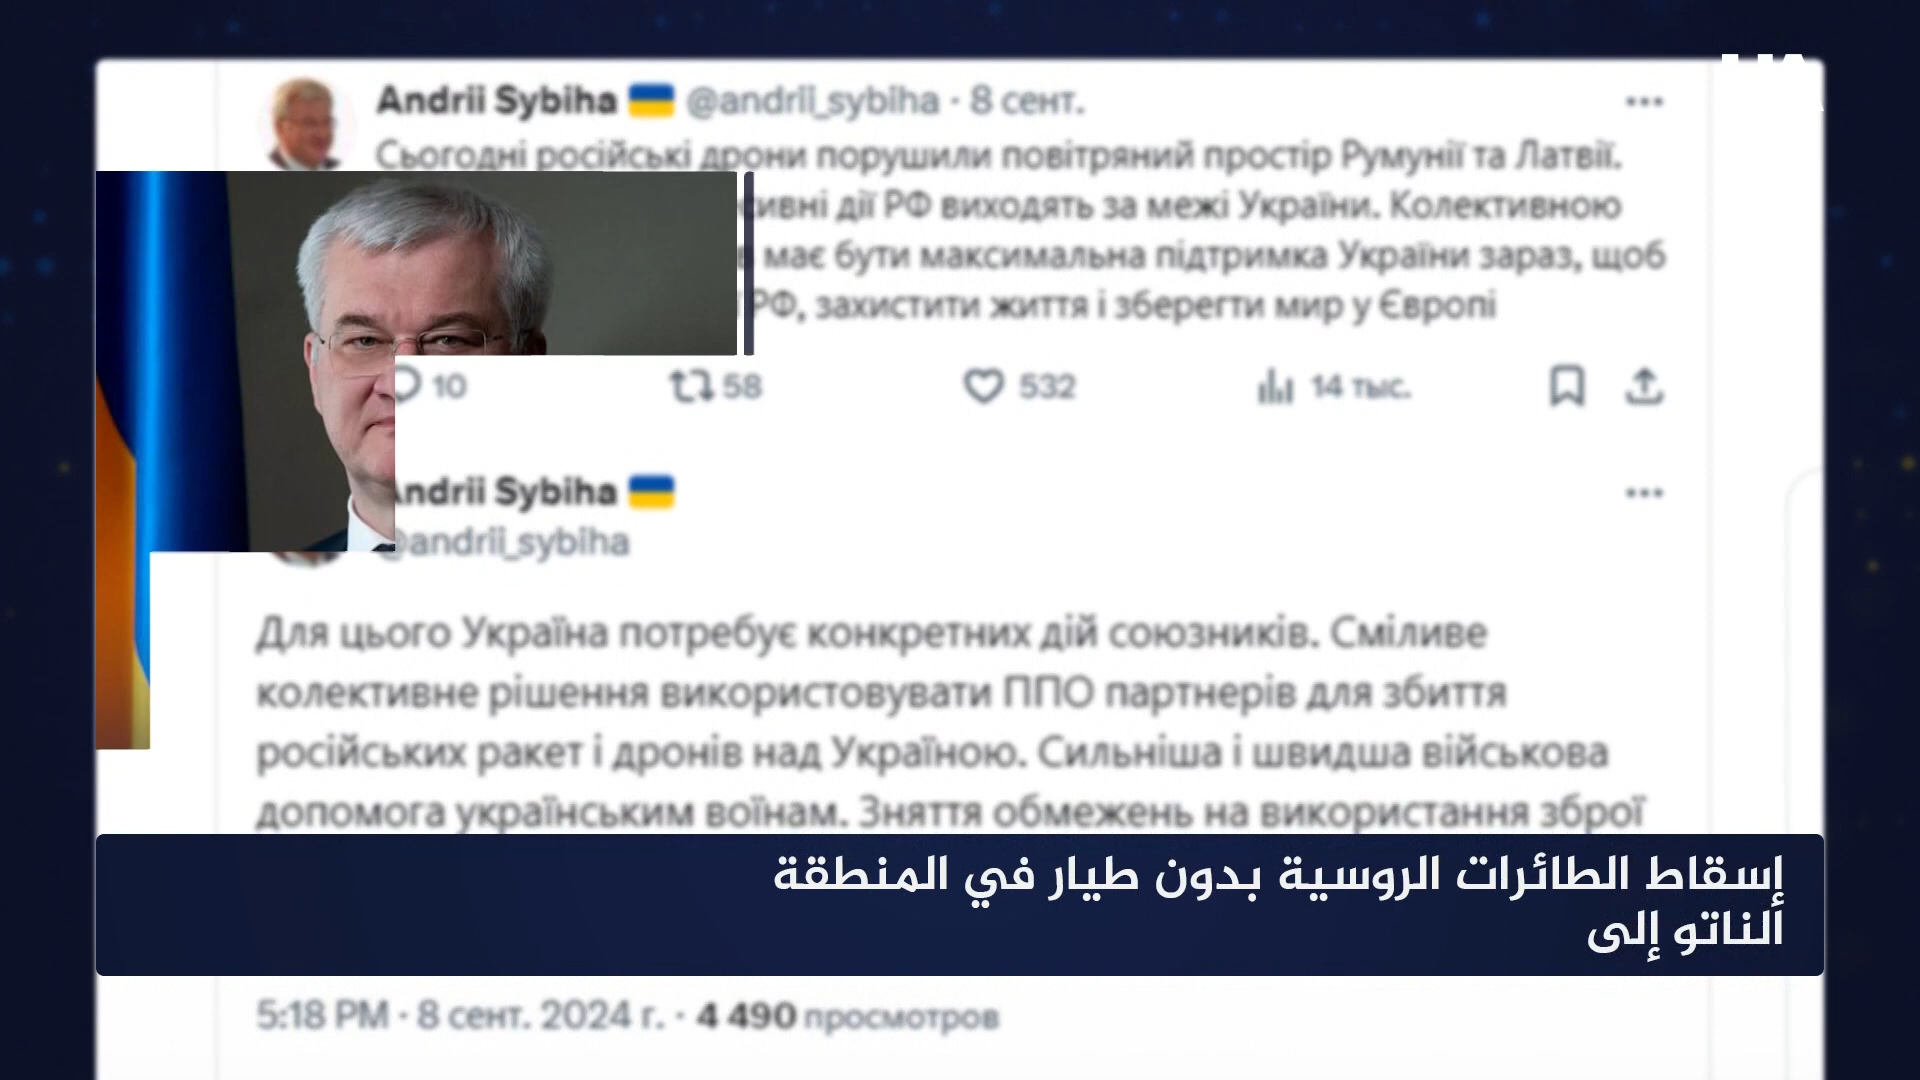 Andrii Sybiha @andrii_sybiha · 8 сент.
Сьогодні російські дрони порушили повітряний простір Румунії та Латвії.
дії РФ виходять за межі України. Колективною
має бути максимальна підтримка України зараз, щоб
РФ, захистити життя і зберегти мир у Європі
10 58 532 14 тыс.
Andrii Sybiha
@andrii_sybiha
Для цього Україна потребує конкретних дій союзників. Сміливе
колективне рішення використовувати ППО партнерів для збиття
російських ракет і дронів над Україною. Сильніша і швидша військова
допомога українським воїнам. Зняття обмежень на використання зброї
إسقاط الطائرات الروسية بدون طيار في المنطقة
الناتو إلى
5:18 PM · 8 сент. 2024 г. · 4 490 просмотров